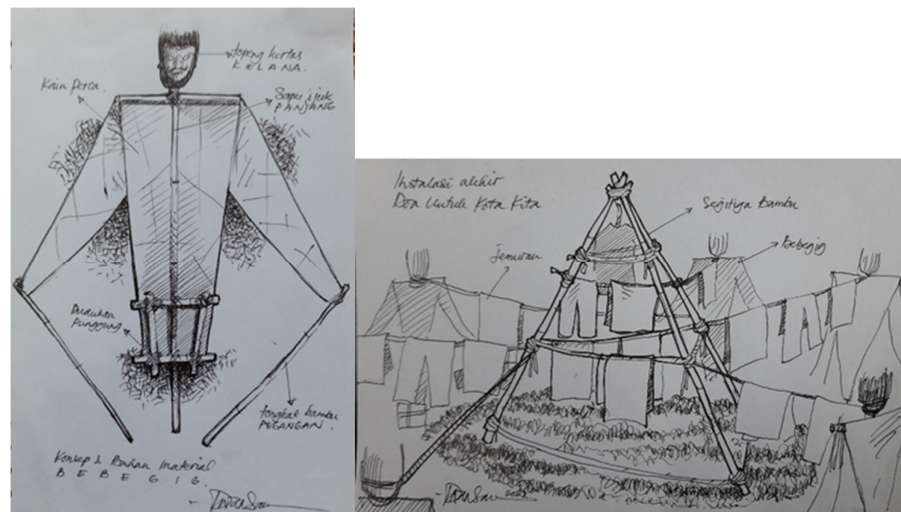 topeng kertas
KELANA.
Kain perca.
Sapu ijuk
PANJANG
Dudukan
Punggung
tongkat bambu
PEGANGAN.
Konsep & Bahan Material
BEBEGIG.
Instalasi akhir
Doa Untuk Kota Kita
Segitiga Bambu
Bebegig
Jemuran